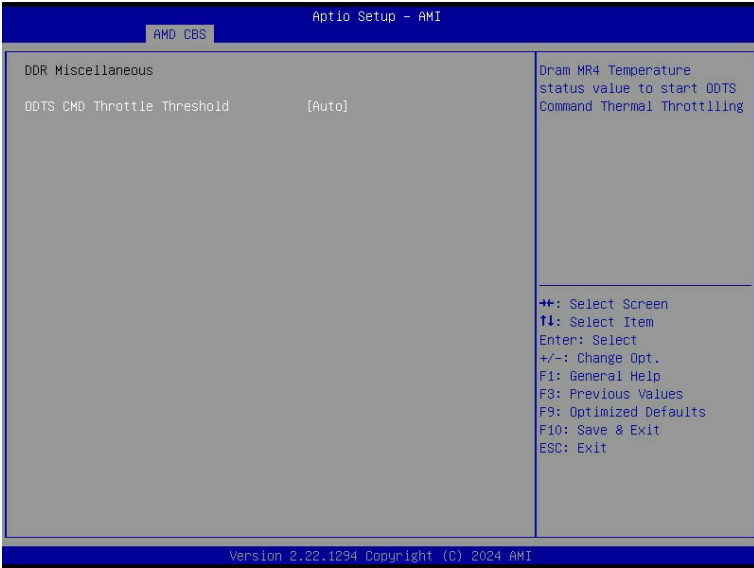 Aptio Setup – AMI
AMD CBS
DDR Miscellaneous
ODTS CMD Throttle Threshold [Auto]
Dram MR4 Temperature
status value to start ODTS
Command Thermal Throttlling
→←: Select Screen
↑↓: Select Item
Enter: Select
+/-: Change Opt.
F1: General Help
F3: Previous Values
F9: Optimized Defaults
F10: Save & Exit
ESC: Exit
Version 2.22.1294 Copyright (C) 2024 AMI